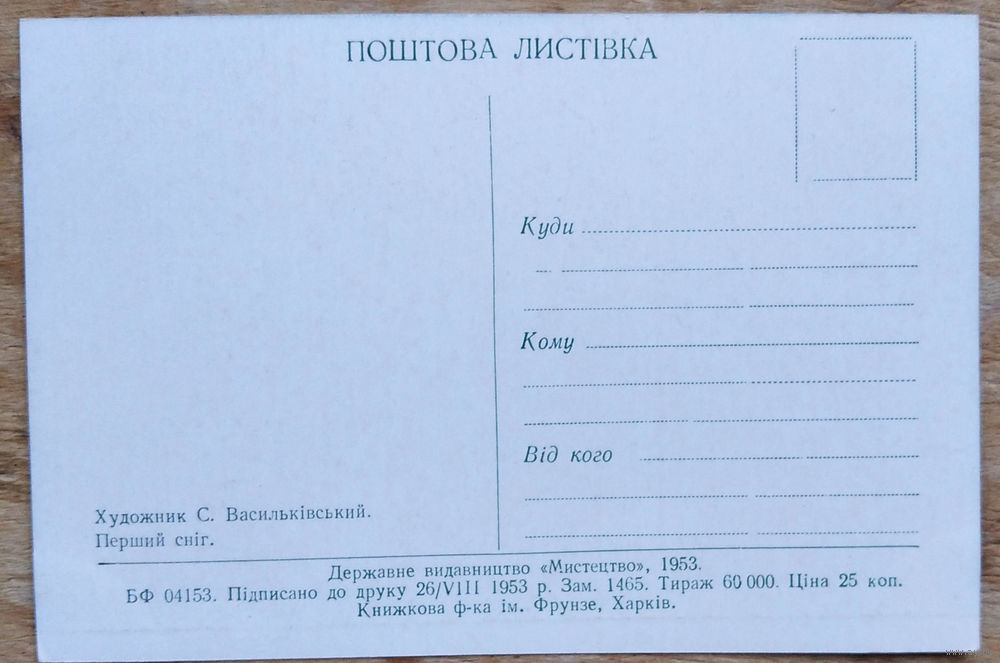 ПОШТОВА ЛИСТІВКА
Куди
Кому
Від кого
Художник С. Васильківський.
Перший сніг.
Державне видавництво «Мистецтво», 1953.
БФ 04153. Підписано до друку 26/VIII 1953 р. Зам. 1465. Тираж 60 000. Ціна 25 коп.
Книжкова ф-ка ім. Фрунзе, Харків.